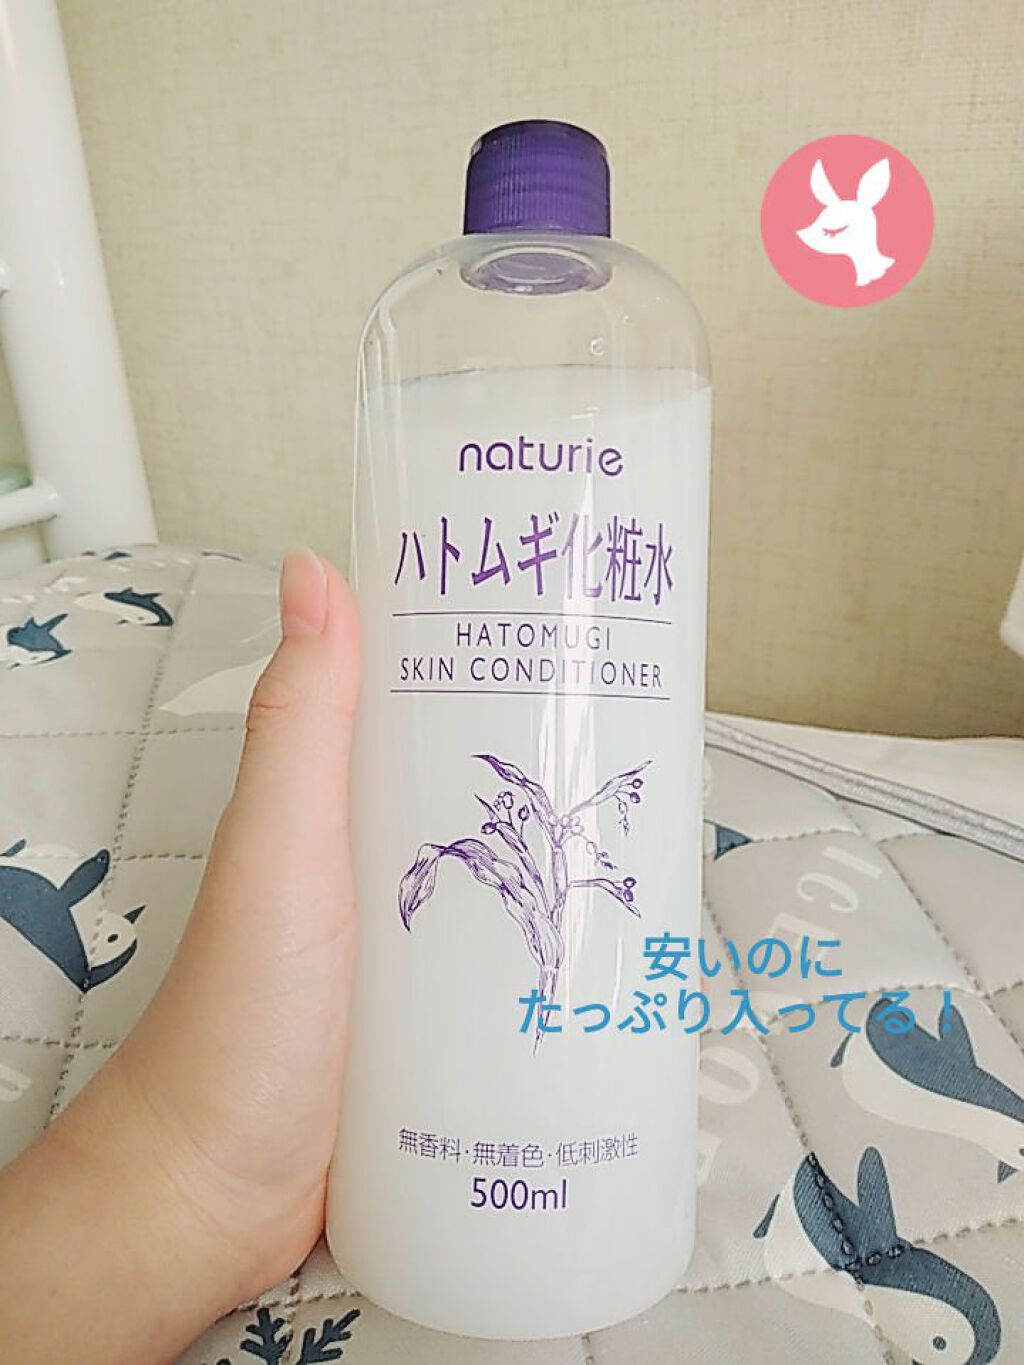 naturie
ハトムギ化粧水
HATOMUGI
SKIN CONDITIONER
安いのに
たっぷり入ってる！
無香料・無着色・低刺激性
500ml